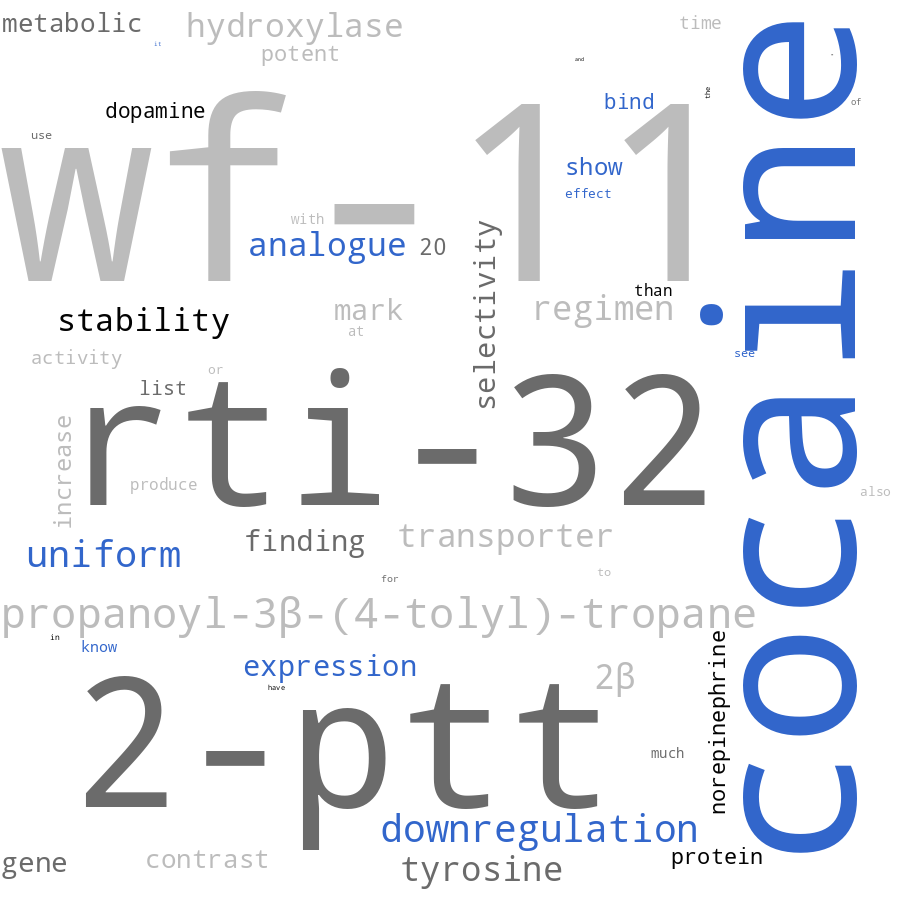 metabolic
hydroxylase
time
it
potent
and
the
bind
of
dopamine
use
wf-11
show
effect
with
analogue
20
selectivity
than
mark
regimen
stability
at
see
activity
or
list
rti-32
increase
produce
also
cocaine
uniform
finding
transporter
for
to
propanoyl-3β-(4-tolyl)-tropane
in
know
expression
have
2β
norepinephrine
2-ptt
much
downregulation
gene
contrast
tyrosine
protein